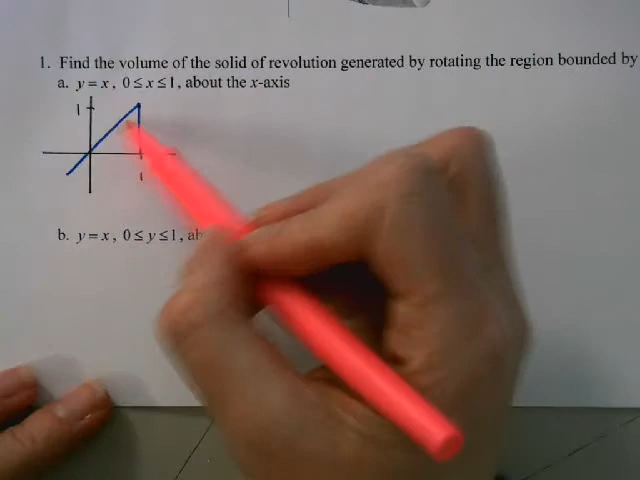 1. Find the volume of the solid of revolution generated by rotating the region bounded by
a. y = x, 0 ≤ x ≤ 1, about the x-axis
1
1
b. y = x, 0 ≤ y ≤ 1,